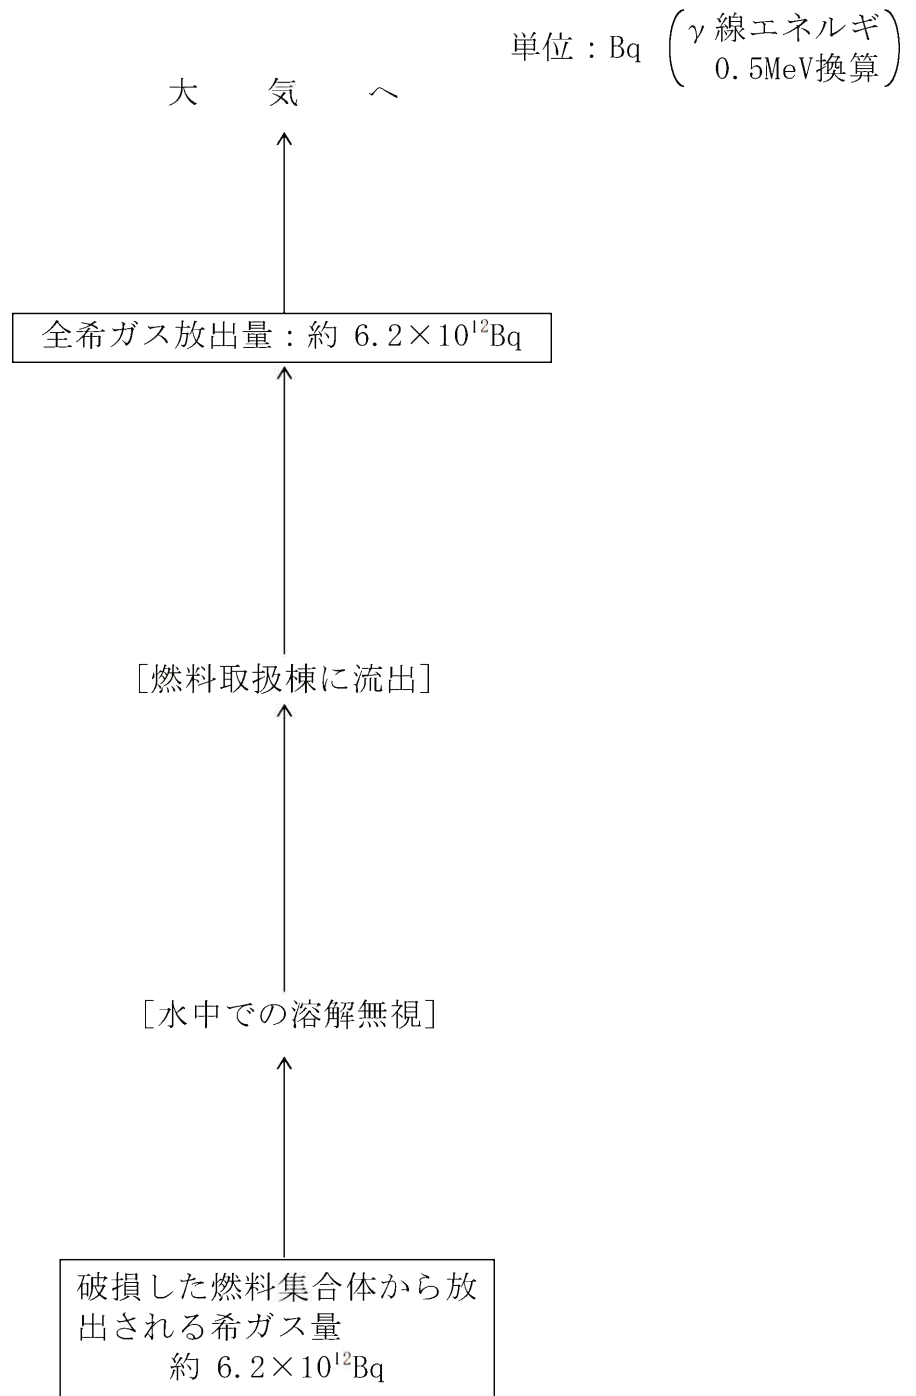 単位：Bq (γ線エネルギ
0.5MeV換算)
大　気　へ
全希ガス放出量：約 6.2×10¹²Bq
[燃料取扱棟に流出]
[水中での溶解無視]
破損した燃料集合体から放
出される希ガス量
約 6.2×10¹²Bq